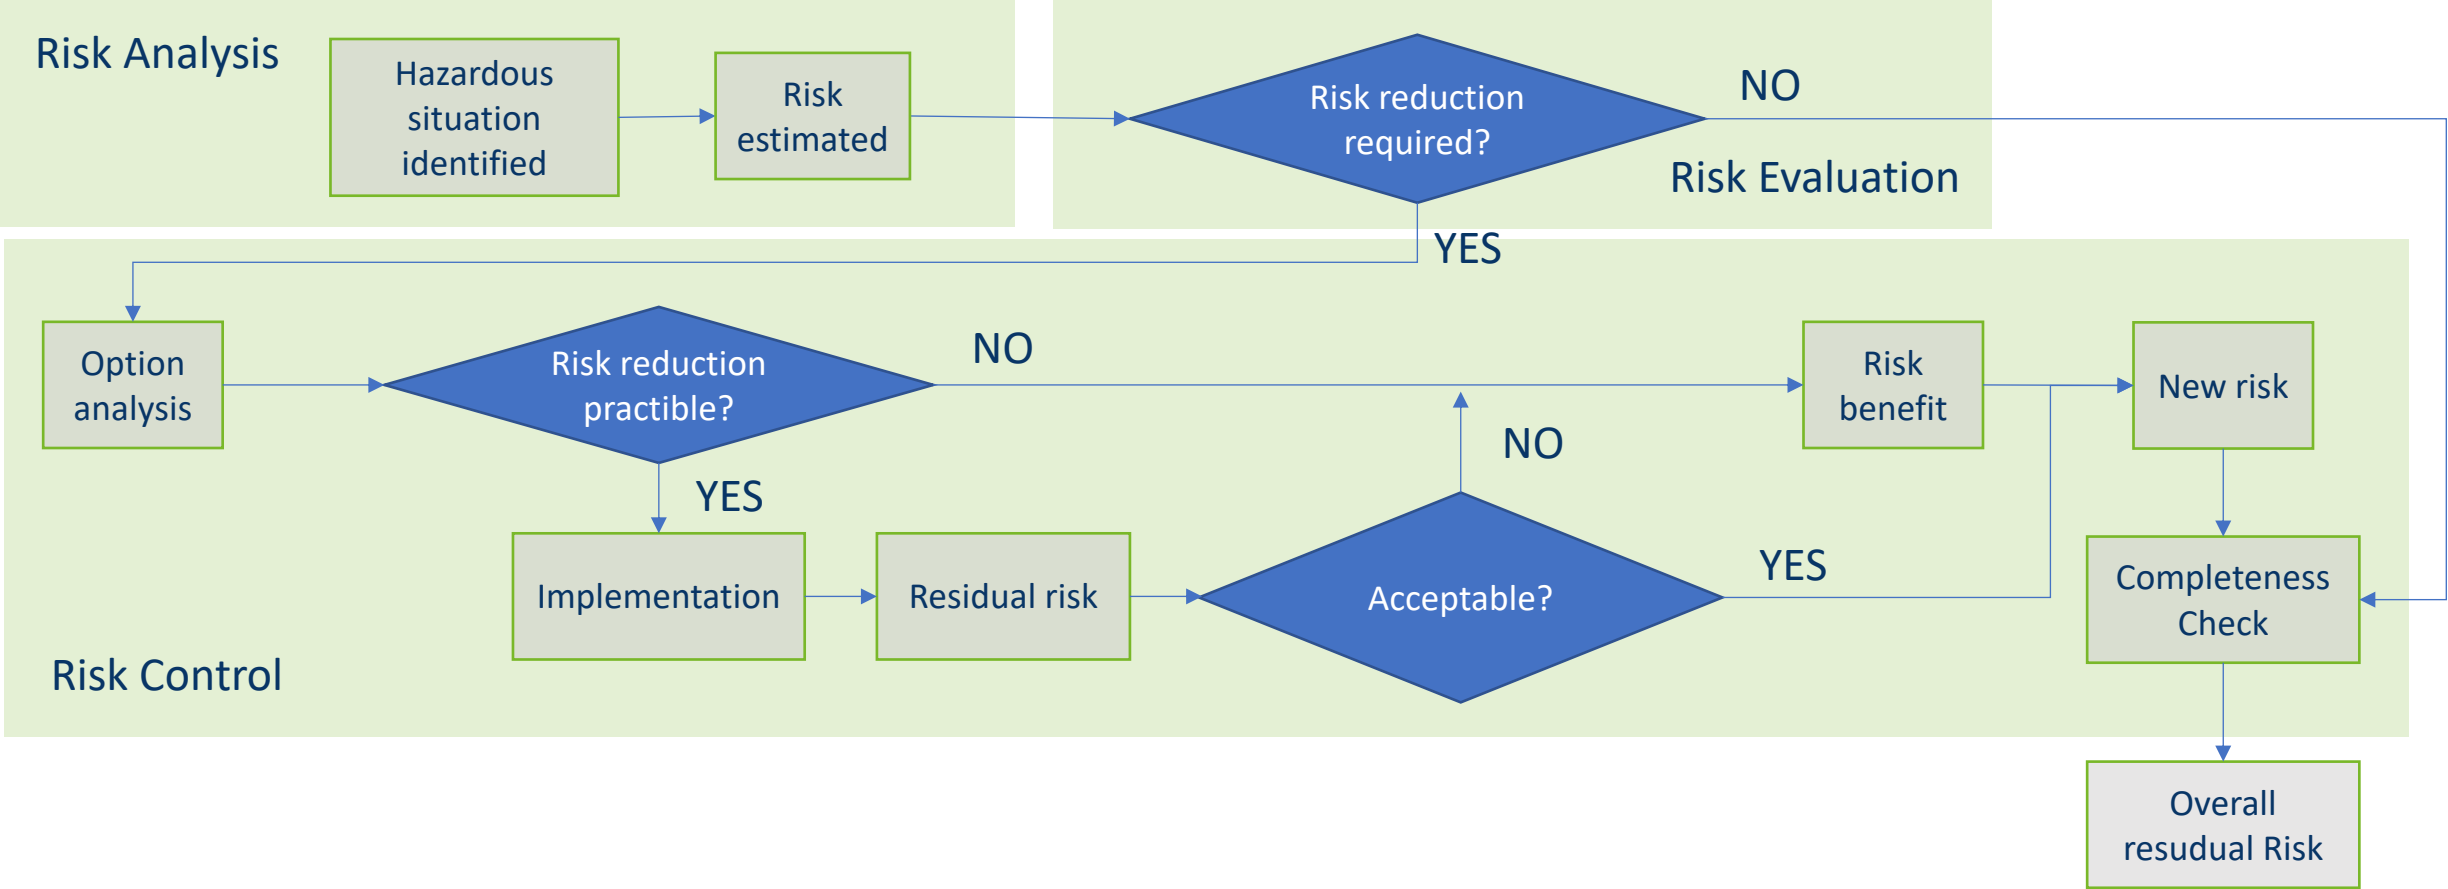 Risk Analysis
Hazardous
situation
identified
Risk
estimated
Risk reduction
required?
NO
Risk Evaluation
YES
Option
analysis
Risk reduction
practible?
NO
Risk
benefit
New risk
NO
YES
Implementation
Residual risk
Acceptable?
YES
Completeness
Check
Risk Control
Overall
resudual Risk